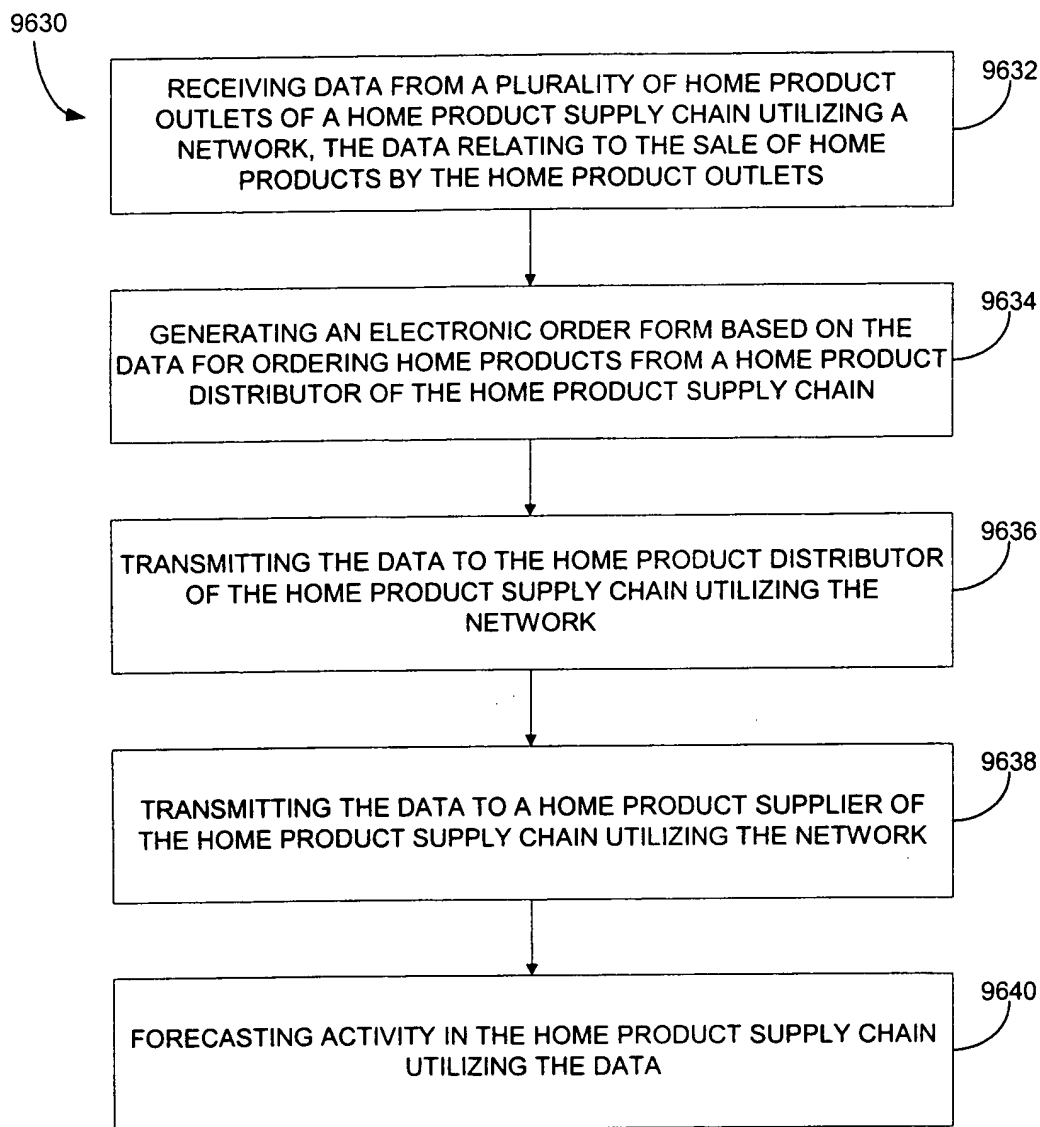 9630
RECEIVING DATA FROM A PLURALITY OF HOME PRODUCT
OUTLETS OF A HOME PRODUCT SUPPLY CHAIN UTILIZING A
NETWORK, THE DATA RELATING TO THE SALE OF HOME
PRODUCTS BY THE HOME PRODUCT OUTLETS
9632
GENERATING AN ELECTRONIC ORDER FORM BASED ON THE
DATA FOR ORDERING HOME PRODUCTS FROM A HOME PRODUCT
DISTRIBUTOR OF THE HOME PRODUCT SUPPLY CHAIN
9634
TRANSMITTING THE DATA TO THE HOME PRODUCT DISTRIBUTOR
OF THE HOME PRODUCT SUPPLY CHAIN UTILIZING THE
NETWORK
9636
TRANSMITTING THE DATA TO A HOME PRODUCT SUPPLIER OF
THE HOME PRODUCT SUPPLY CHAIN UTILIZING THE NETWORK
9638
FORECASTING ACTIVITY IN THE HOME PRODUCT SUPPLY CHAIN
UTILIZING THE DATA
9640